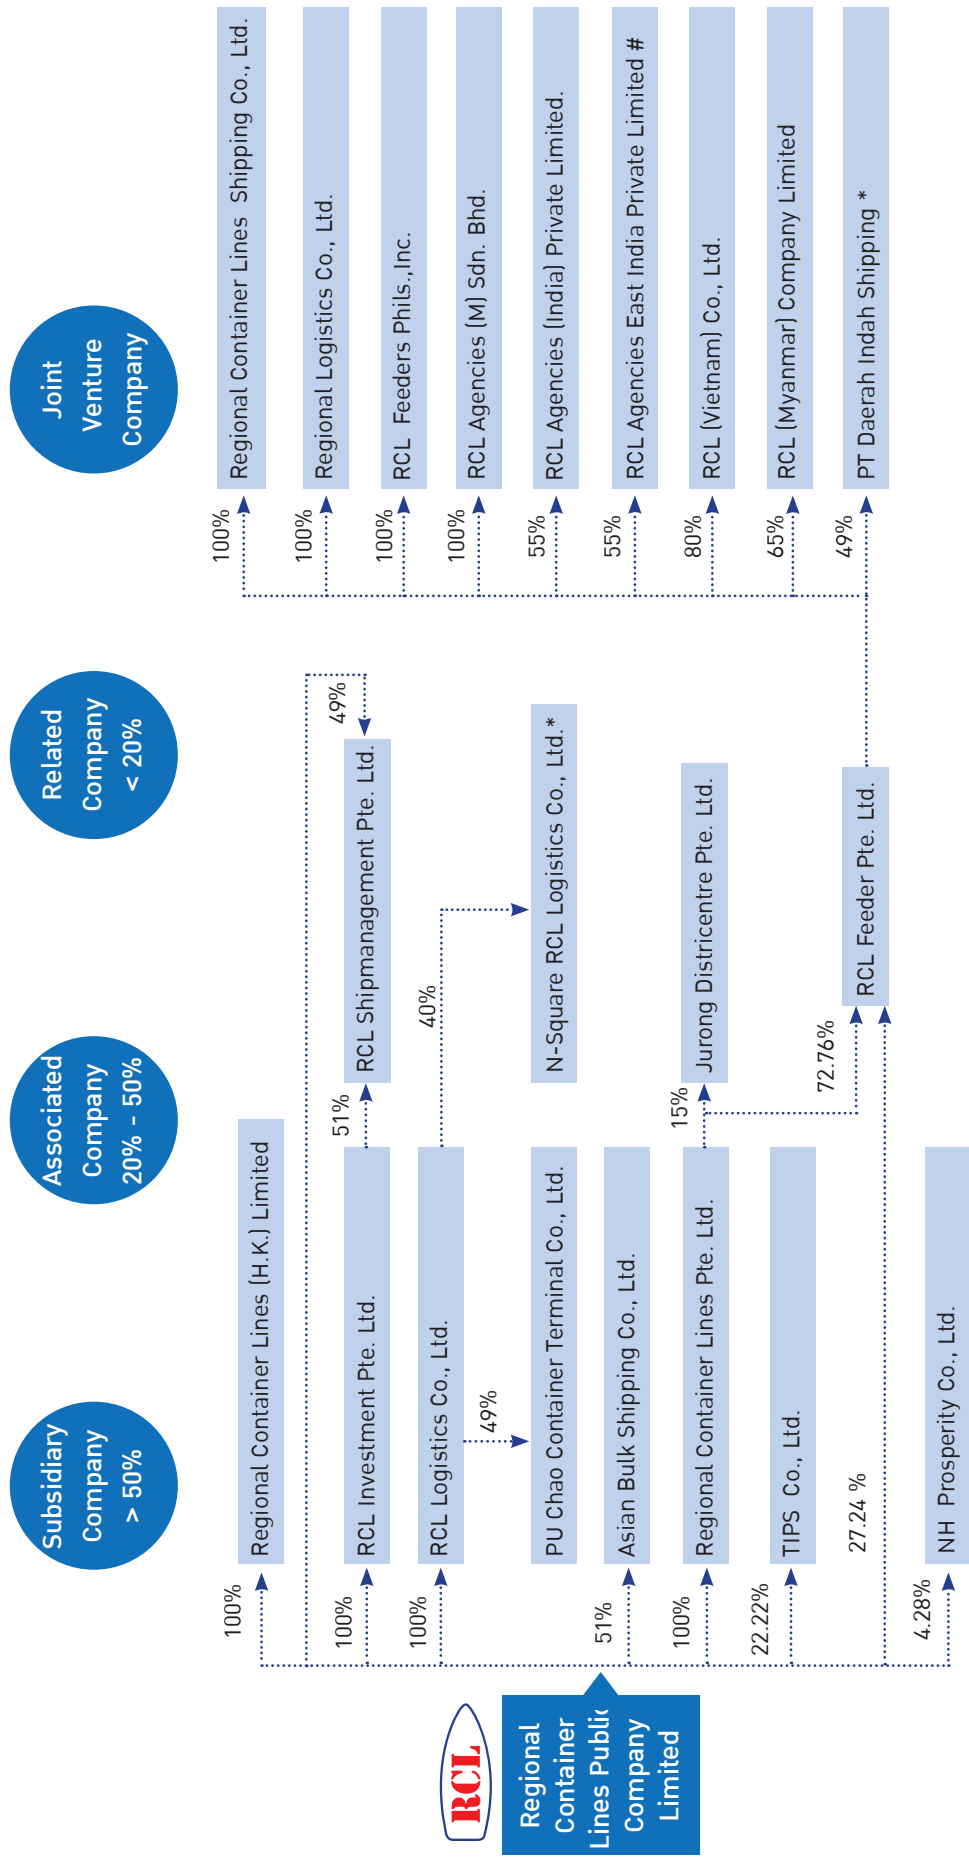 Subsidiary
Company
> 50%
Associated
Company
20% - 50%
Related
Company
< 20%
Joint
Venture
Company
RCL
Regional
Container
Lines Public
Company
Limited
100%
Regional Container Lines (H.K.) Limited
49%
100%
RCL Investment Pte. Ltd.
51%
RCL Shipmanagement Pte. Ltd.
100%
RCL Logistics Co., Ltd.
40%
49%
PU Chao Container Terminal Co., Ltd.
N-Square RCL Logistics Co., Ltd.*
51%
Asian Bulk Shipping Co., Ltd.
100%
Regional Container Lines Pte. Ltd.
15%
Jurong Districentre Pte. Ltd.
22.22%
TIPS Co., Ltd.
72.76%
27.24 %
RCL Feeder Pte. Ltd.
4.28%
NH Prosperity Co., Ltd.
100%
Regional Container Lines Shipping Co., Ltd.
100%
Regional Logistics Co., Ltd.
100%
RCL Feeders Phils.,Inc.
100%
RCL Agencies (M) Sdn. Bhd.
55%
RCL Agencies (India) Private Limited.
55%
RCL Agencies East India Private Limited #
80%
RCL (Vietnam) Co., Ltd.
65%
RCL (Myanmar) Company Limited
49%
PT Daerah Indah Shipping *